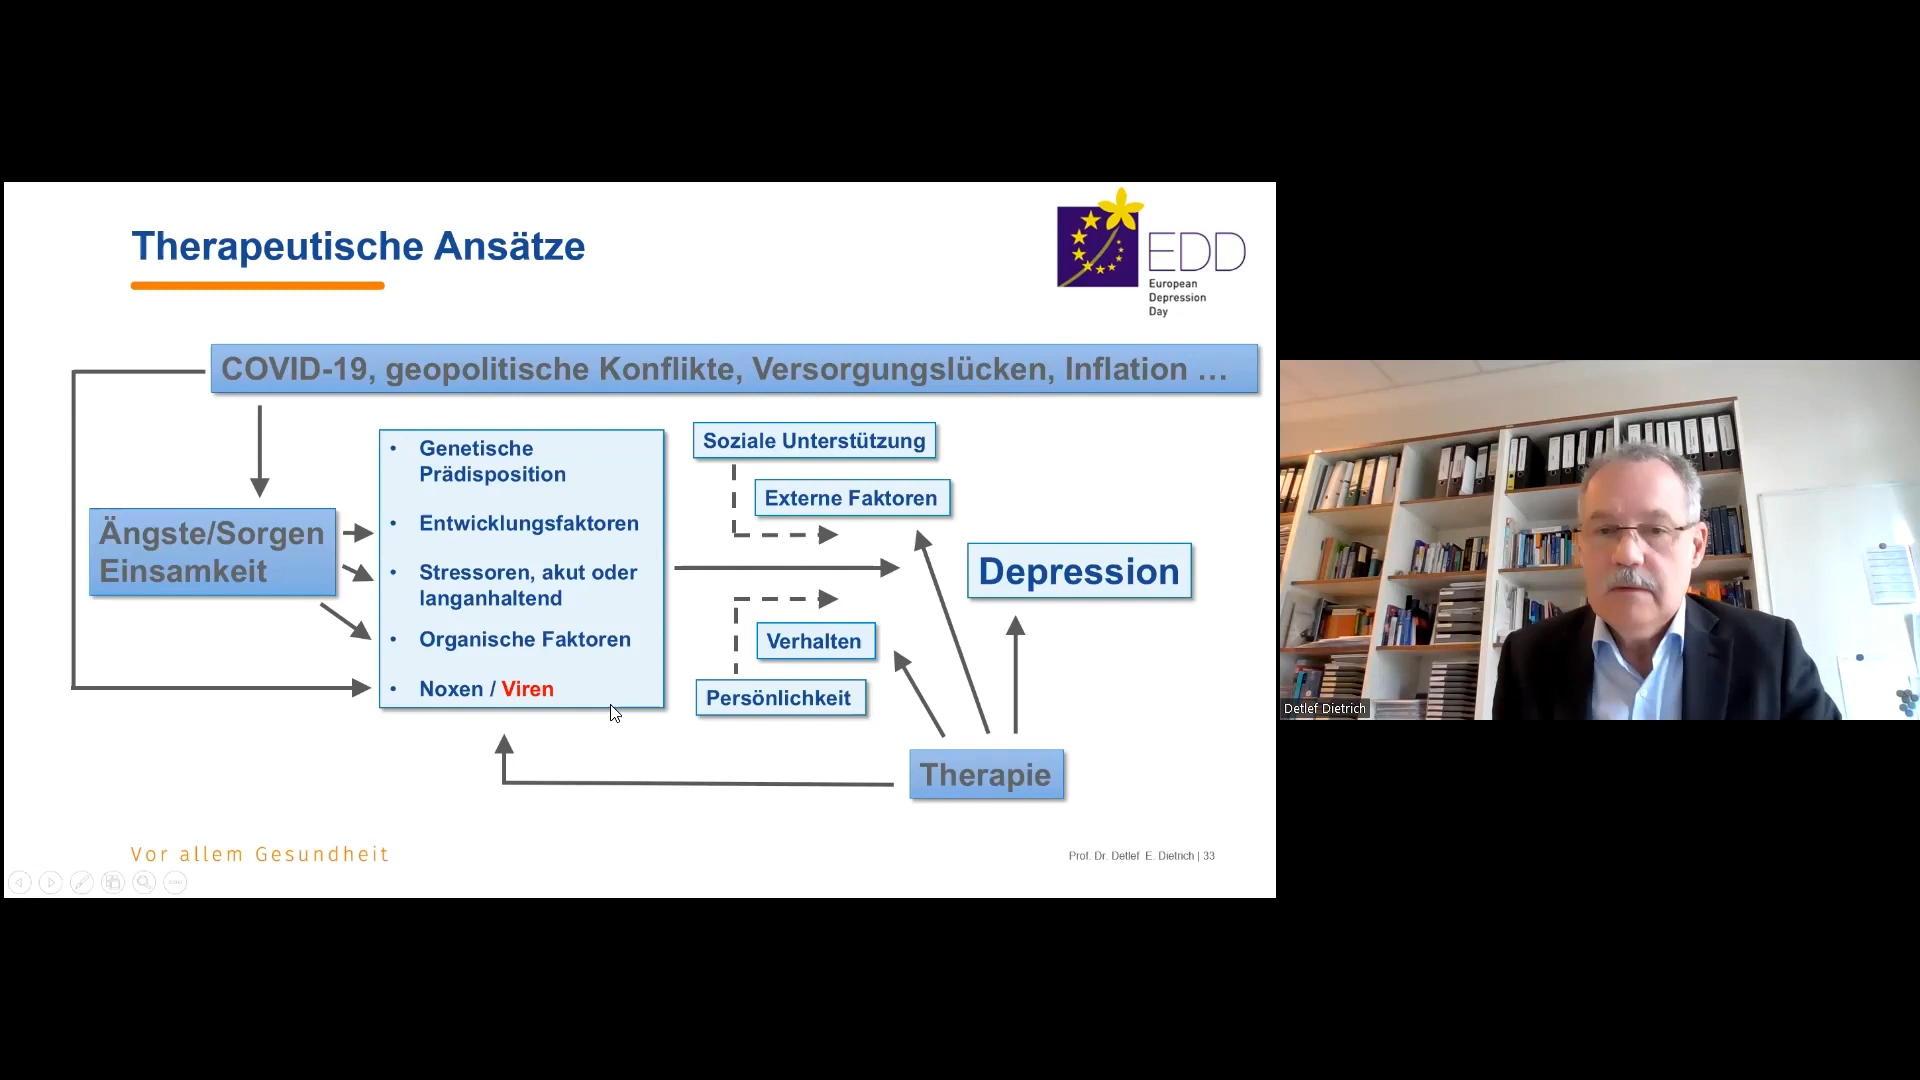 Therapeutische Ansätze
EDD
European
Depression
Day
COVID-19, geopolitische Konflikte, Versorgungslücken, Inflation …
Ängste/Sorgen
Einsamkeit
• Genetische
Prädisposition
• Entwicklungsfaktoren
• Stressoren, akut oder
langanhaltend
• Organische Faktoren
• Noxen / Viren
Soziale Unterstützung
Externe Faktoren
Depression
Verhalten
Persönlichkeit
Therapie
Vor allem Gesundheit
Prof. Dr. Detlef E. Dietrich | 33
Detlef Dietrich